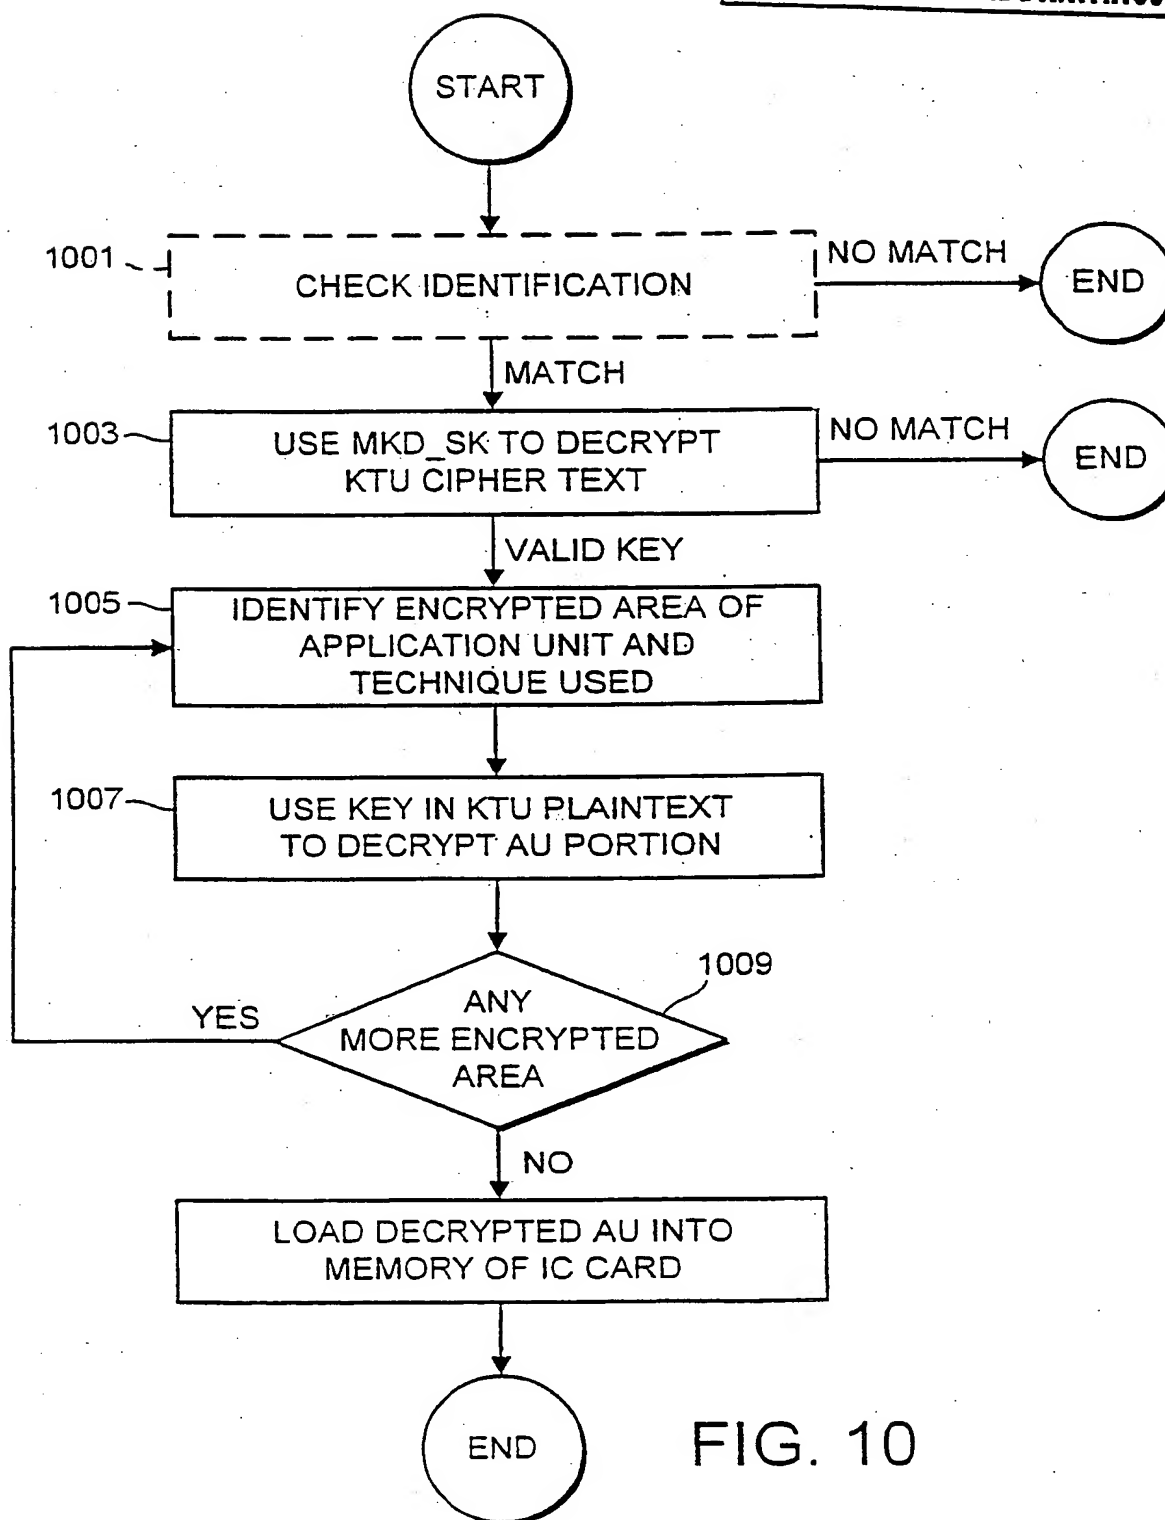 START
1001
CHECK IDENTIFICATION
NO MATCH
END
MATCH
1003
USE MKD_SK TO DECRYPT
KTU CIPHER TEXT
NO MATCH
END
VALID KEY
1005
IDENTIFY ENCRYPTED AREA OF
APPLICATION UNIT AND
TECHNIQUE USED
1007
USE KEY IN KTU PLAINTEXT
TO DECRYPT AU PORTION
1009
YES
ANY
MORE ENCRYPTED
AREA
NO
LOAD DECRYPTED AU INTO
MEMORY OF IC CARD
END
FIG. 10